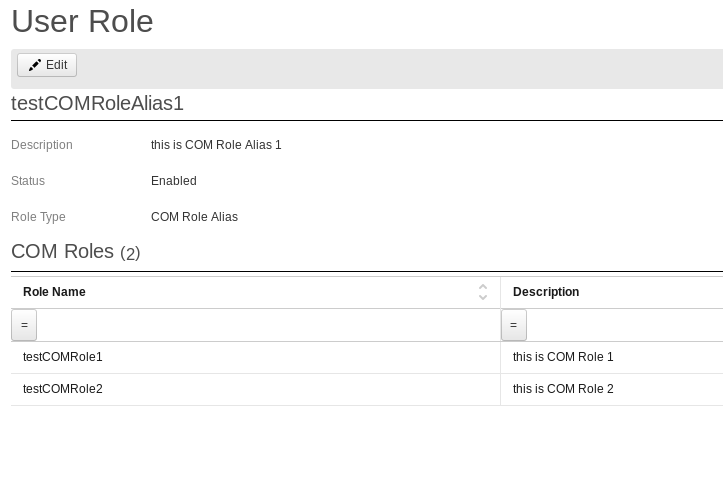 User Role
Edit
testCOMRoleAlias1
Description this is COM Role Alias 1
Status Enabled
Role Type COM Role Alias
COM Roles (2)
Role Name Description
= =
testCOMRole1 this is COM Role 1
testCOMRole2 this is COM Role 2